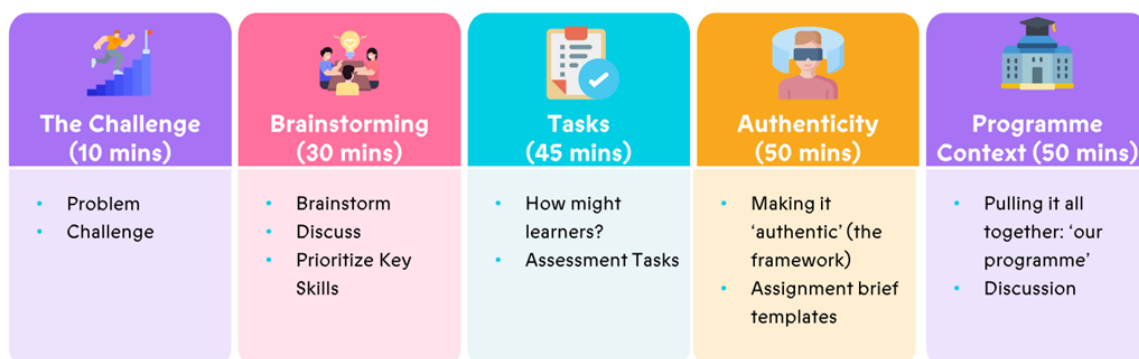 The Challenge
(10 mins)
Problem
Challenge
Brainstorming
(30 mins)
Brainstorm
Discuss
Prioritize Key
Skills
Tasks
(45 mins)
How might
learners?
Assessment Tasks
Authenticity
(50 mins)
Making it
‘authentic’ (the
framework)
Assignment brief
templates
Programme
Context (50 mins)
Pulling it all
together: ‘our
programme’
Discussion